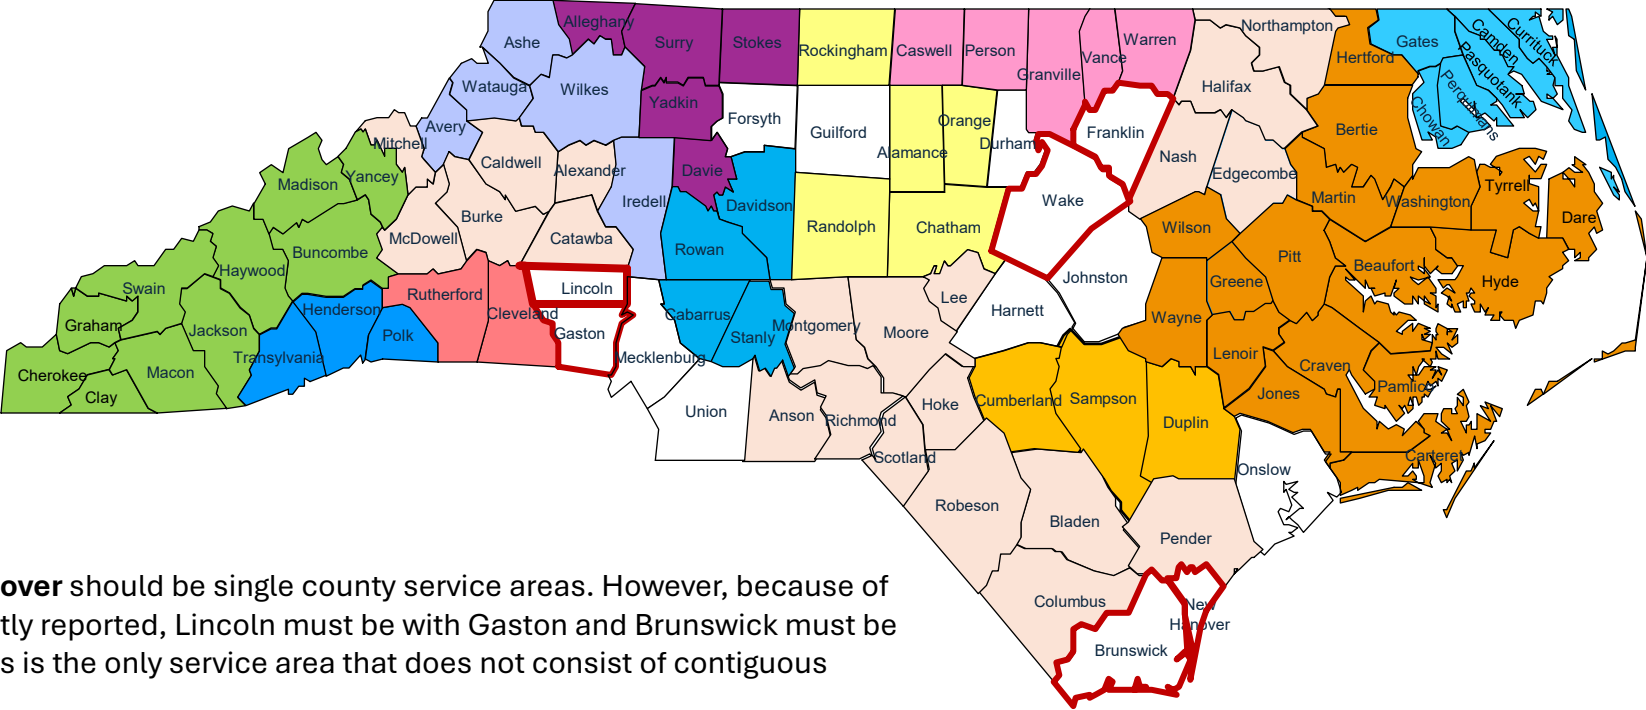 Alleghany
Northampton
Ashe
Surry
Stokes
Rockingham
Caswell
Person
Warren
Gates
Camden
Currituck
Vance
Hertford
Granville
Pasquotank
Watauga
Wilkes
Halifax
Perquimans
Yadkin
Forsyth
Chowan
Avery
Guilford
Orange
Franklin
Bertie
Mitchell
Durham
Alamance
Nash
Caldwell
Alexander
Davie
Edgecombe
Madison
Yancey
Tyrrell
Iredell
Davidson
Wake
Martin
Washington
Burke
Dare
McDowell
Catawba
Rowan
Randolph
Chatham
Wilson
Buncombe
Pitt
Haywood
Johnston
Beaufort
Swain
Lincoln
Lee
Greene
Hyde
Rutherford
Henderson
Cleveland
Harnett
Graham
Jackson
Polk
Gaston
Cabarrus
Stanly
Montgomery
Moore
Wayne
Transylvania
Mecklenburg
Lenoir
Cherokee
Macon
Craven
Clay
Pamlico
Union
Anson
Richmond
Hoke
Cumberland
Sampson
Duplin
Jones
Scotland
Onslow
Carteret
Robeson
Bladen
Pender
Columbus
New
Hanover
Brunswick
over should be single county service areas. However, because of
tly reported, Lincoln must be with Gaston and Brunswick must be
s is the only service area that does not consist of contiguous